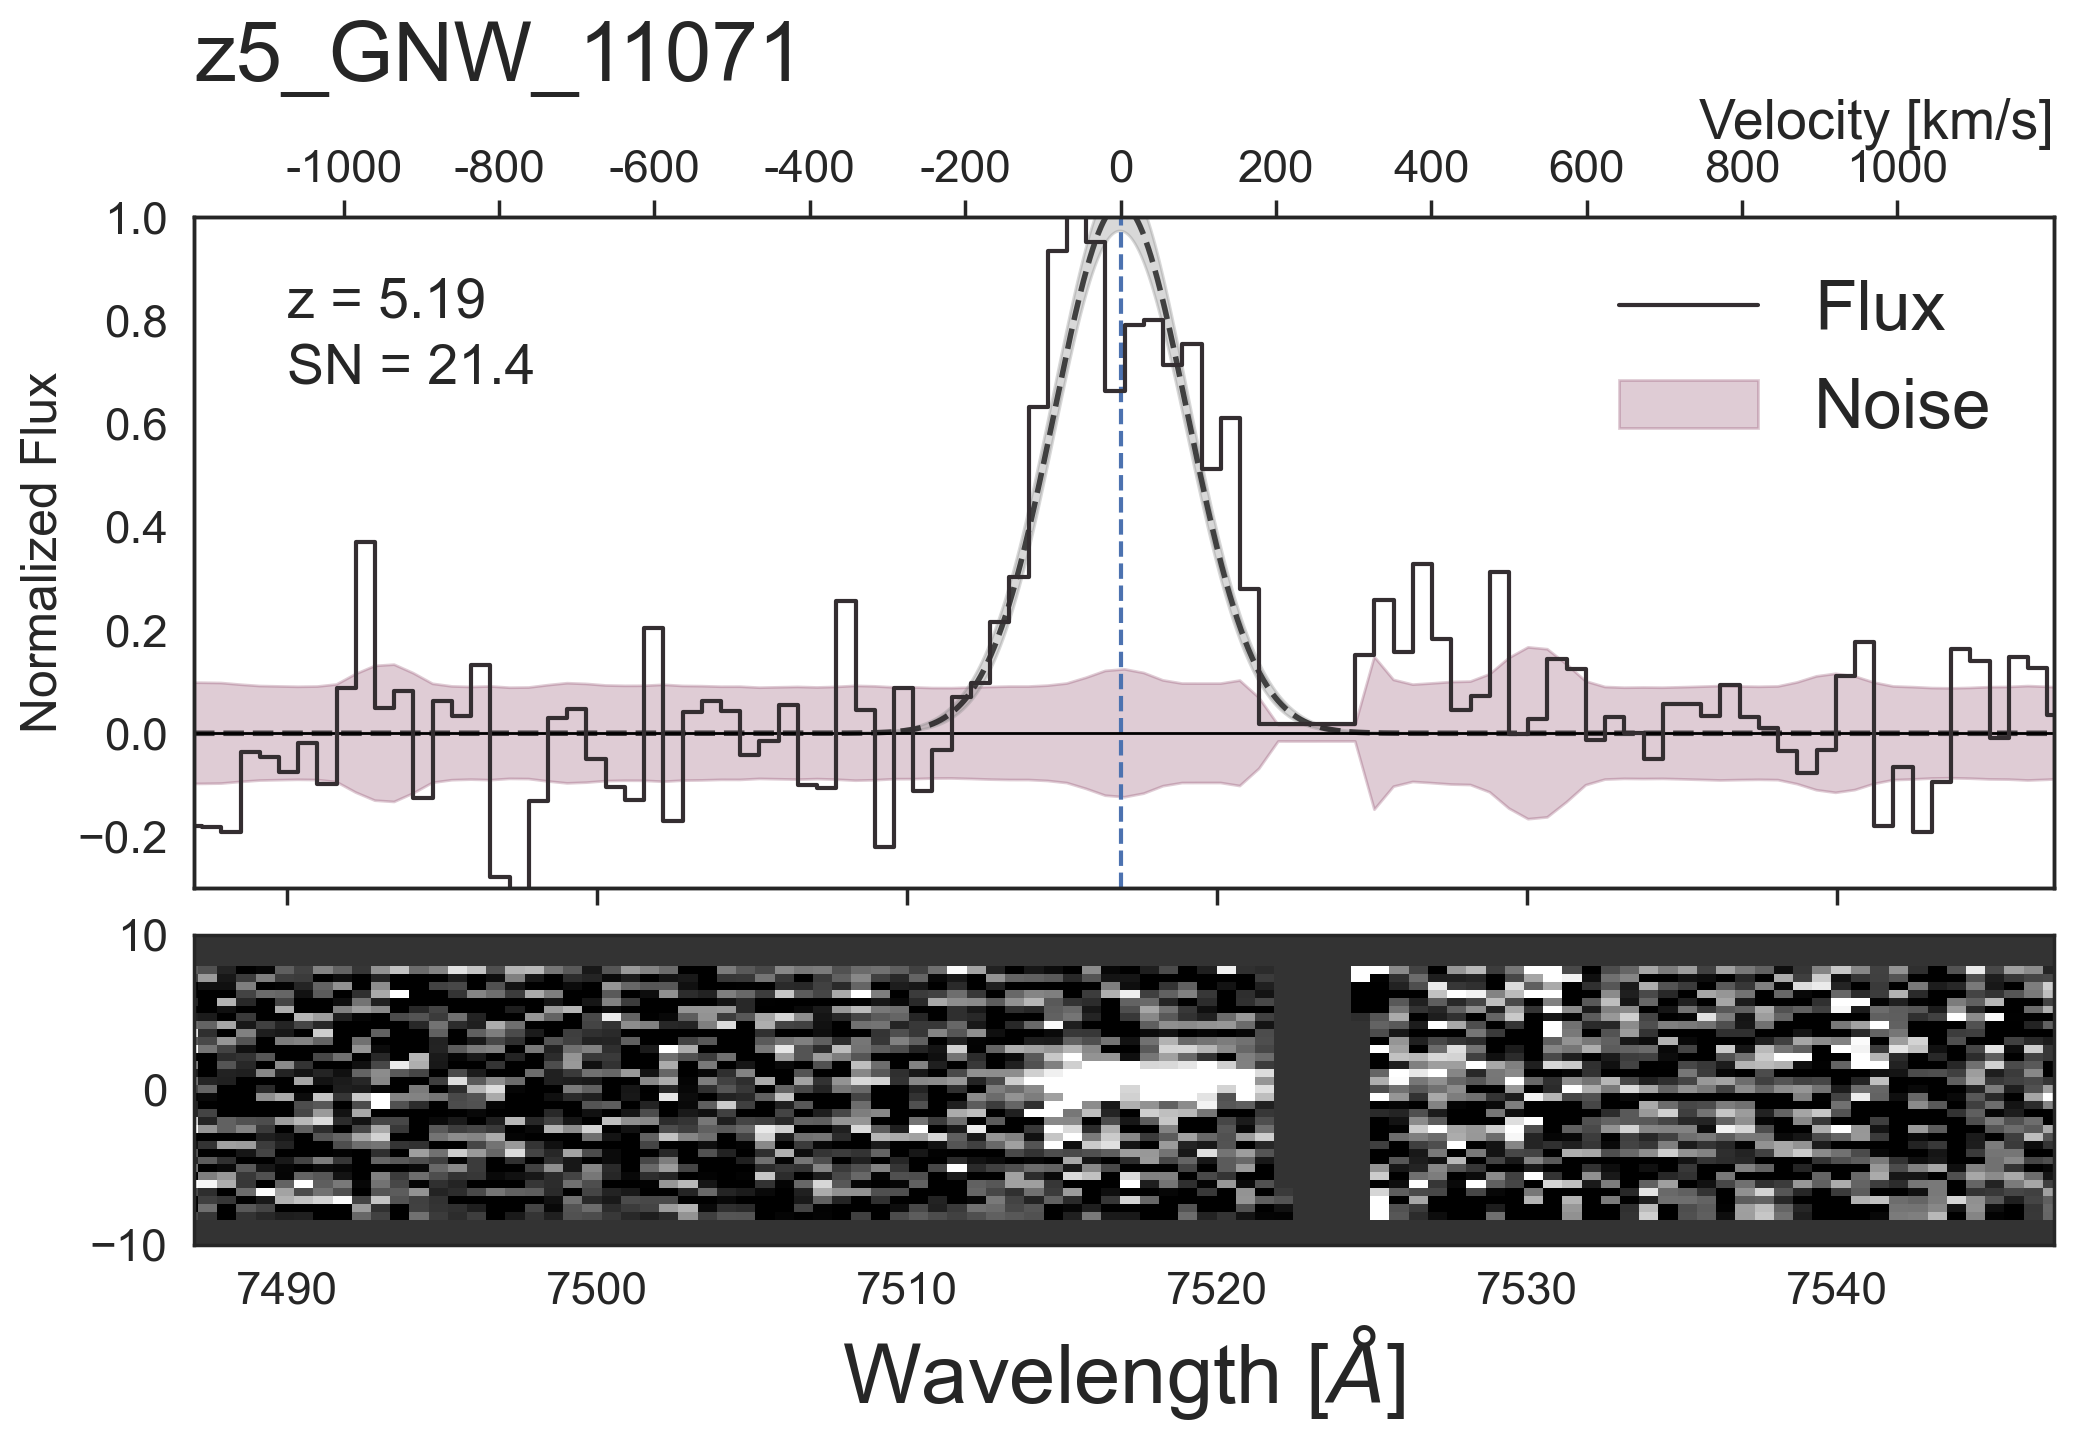 z5_GNW_11071
Velocity [km/s]
-1000 -800 -600 -400 -200 0 200 400 600 800 1000
1.0
0.8
0.6
0.4
0.2
0.0
−0.2
Normalized Flux
z = 5.19
SN = 21.4
Flux
Noise
10
0
−10
7490 7500 7510 7520 7530 7540
Wavelength [Å]